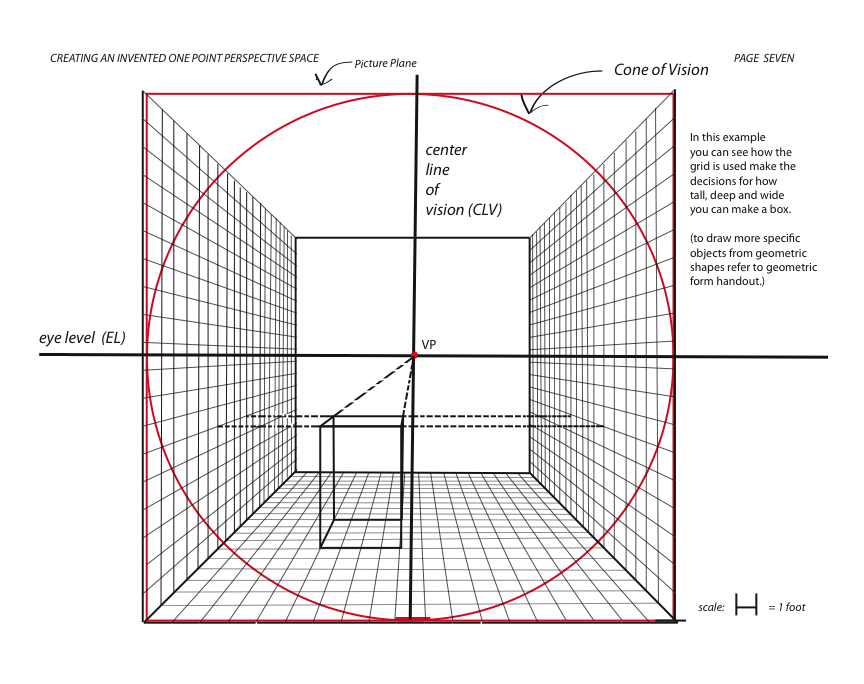 CREATING AN INVENTED ONE POINT PERSPECTIVE SPACE
Picture Plane
Cone of Vision
PAGE SEVEN
center
line
of
vision (CLV)
In this example
you can see how the
grid is used make the
decisions for how
tall, deep and wide
you can make a box.
(to draw more specific
objects from geometric
shapes refer to geometric
form handout.)
eye level (EL)
VP
scale:
= 1 foot